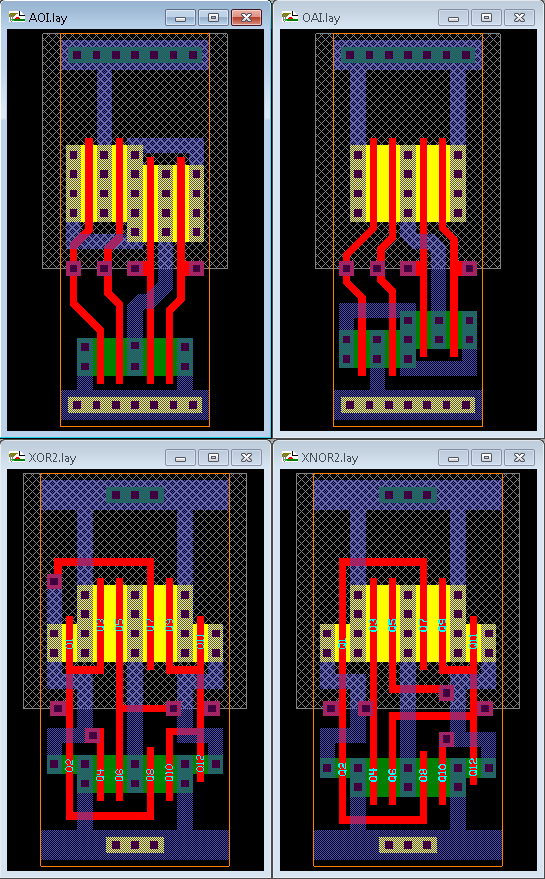 AOI.lay
OAI.lay
XOR2.lay
XNOR2.lay
Q1 Q3 Q5 Q7 Q9 Q11
Q1 Q3 Q5 Q7 Q9 Q11
Q2 Q4 Q6 Q8 Q10 Q12
Q2 Q4 Q6 Q8 Q10 Q12